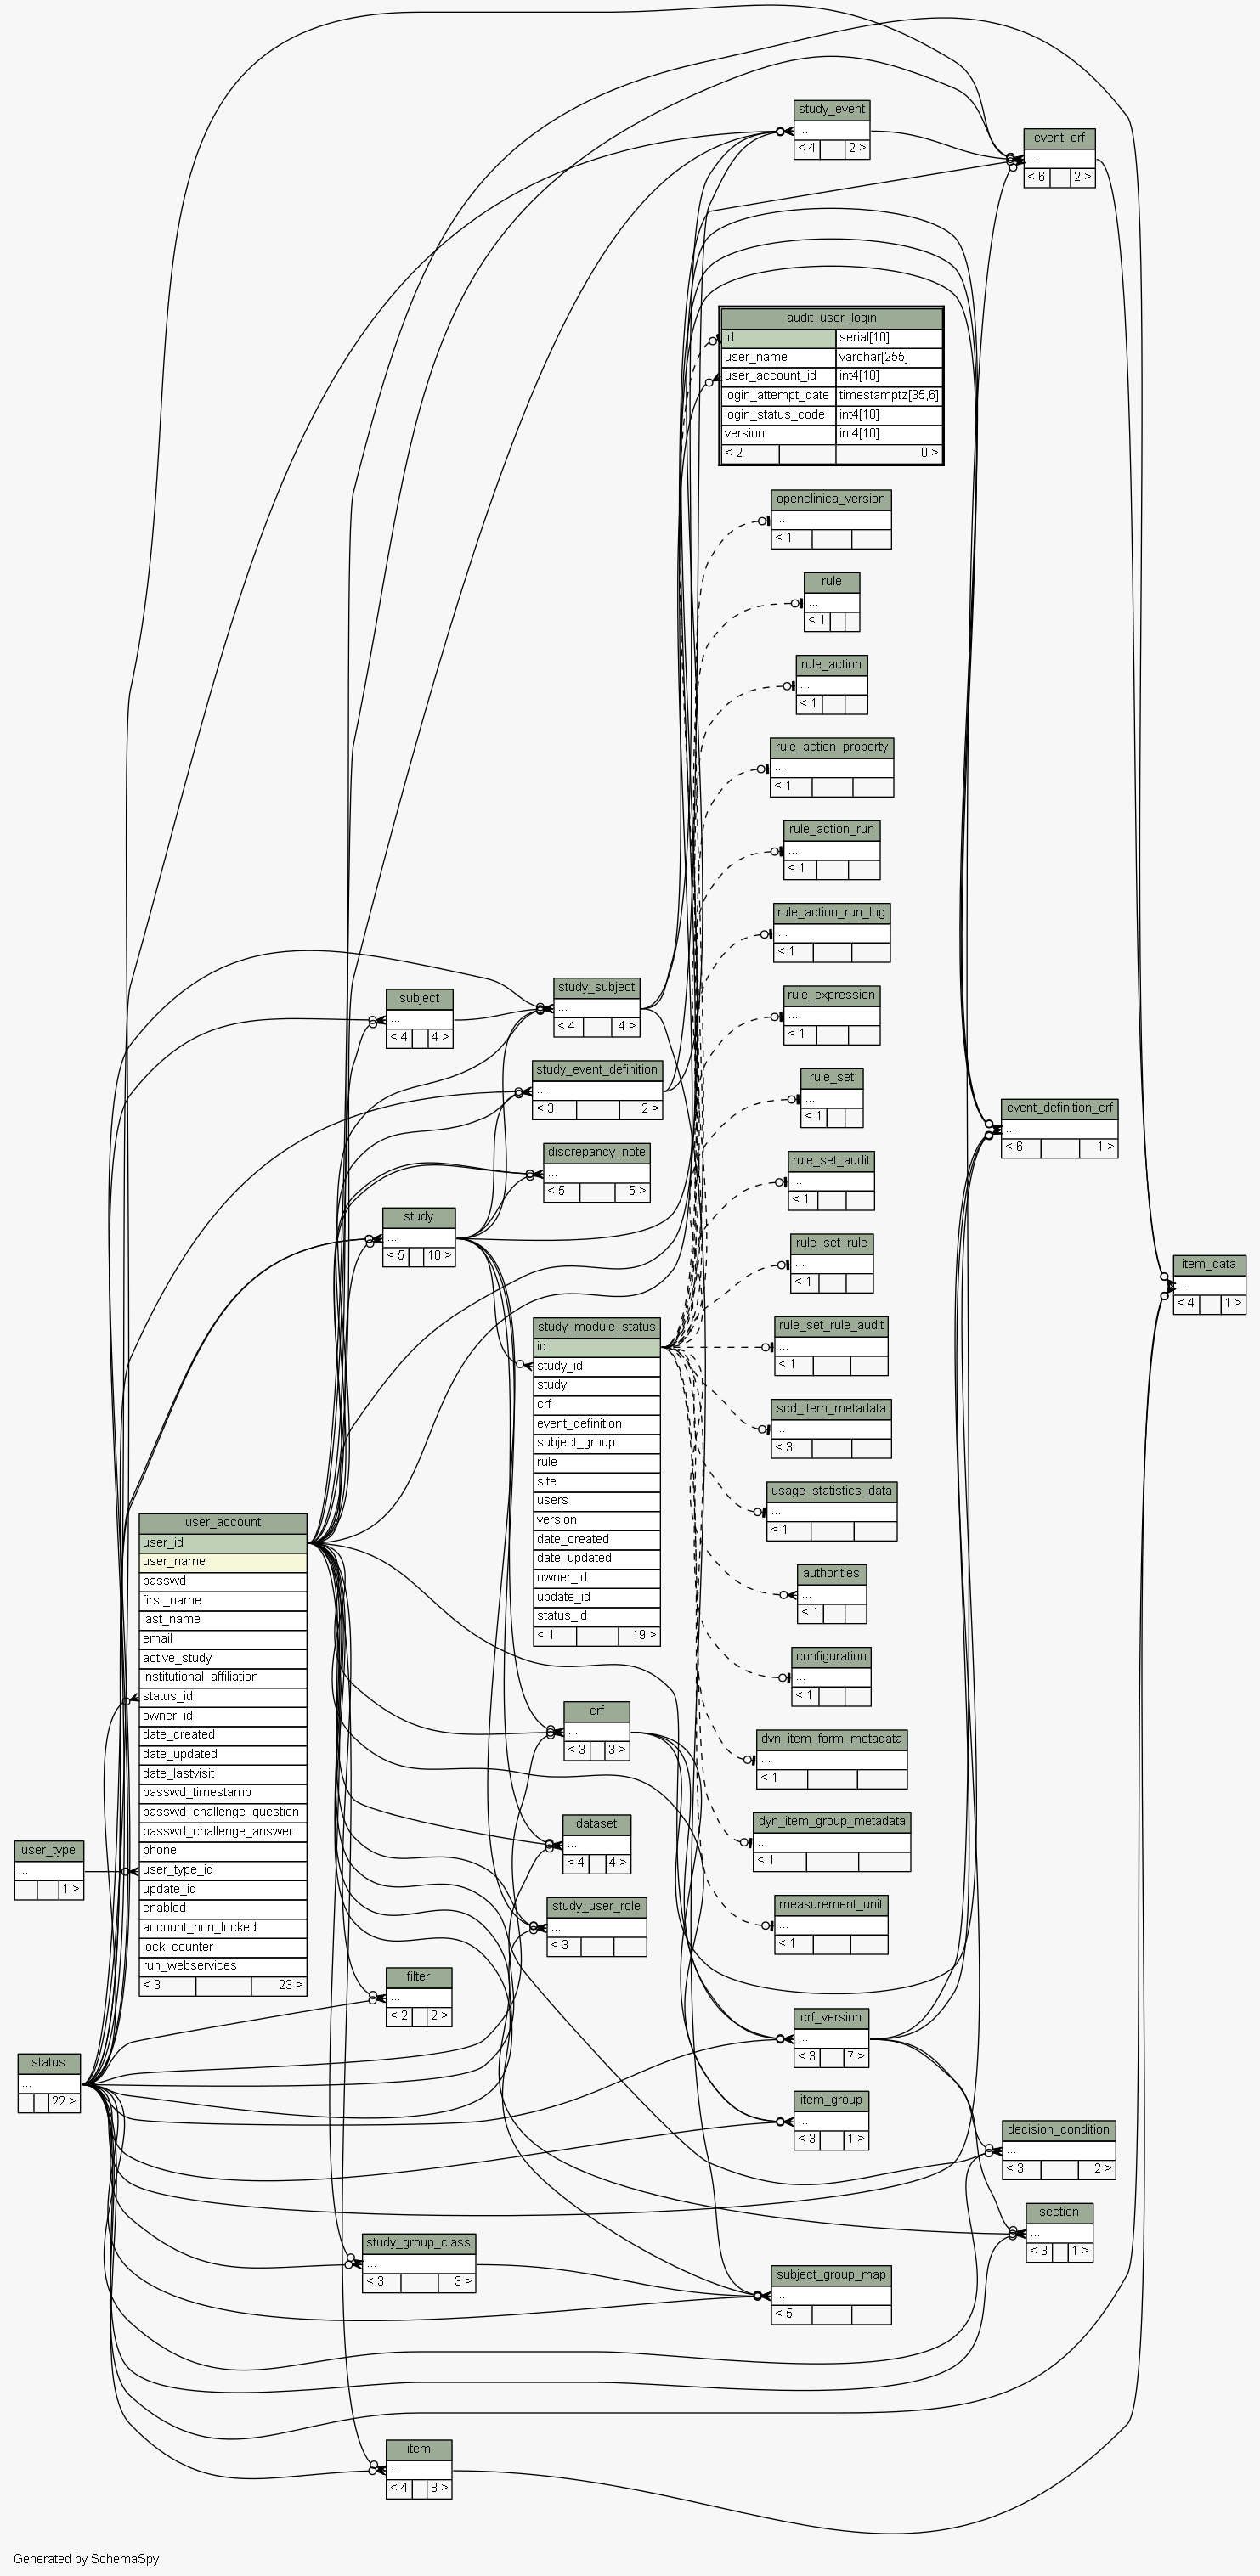 study_event
...
< 4 2 >
event_crf
...
< 6 2 >
audit_user_login
id serial[10]
user_name varchar[255]
user_account_id int4[10]
login_attempt_date timestamptz[35,6]
login_status_code int4[10]
version int4[10]
< 2 0 >
openclinica_version
...
< 1
rule
...
< 1
rule_action
...
< 1
rule_action_property
...
< 1
rule_action_run
...
< 1
rule_action_run_log
...
< 1
study_subject
...
< 4 4 >
subject
...
< 4 4 >
rule_expression
...
< 1
study_event_definition
...
< 3 2 >
rule_set
...
< 1
event_definition_crf
...
< 6 1 >
discrepancy_note
...
< 5 5 >
rule_set_audit
...
< 1
study
...
< 5 10 >
rule_set_rule
...
< 1
item_data
...
< 4 1 >
study_module_status
id
study_id
study
crf
event_definition
subject_group
rule
site
users
version
date_created
date_updated
owner_id
update_id
status_id
< 1 19 >
rule_set_rule_audit
...
< 1
scd_item_metadata
...
< 3
usage_statistics_data
...
< 1
user_account
user_id
user_name
passwd
first_name
last_name
email
active_study
institutional_affiliation
status_id
owner_id
date_created
date_updated
date_lastvisit
passwd_timestamp
passwd_challenge_question
passwd_challenge_answer
phone
user_type_id
update_id
enabled
account_non_locked
lock_counter
run_webservices
< 3 23 >
authorities
...
< 1
configuration
...
< 1
crf
...
< 3 3 >
dyn_item_form_metadata
...
< 1
dataset
...
< 4 4 >
dyn_item_group_metadata
...
< 1
user_type
...
1 >
study_user_role
...
< 3
measurement_unit
...
< 1
filter
...
< 2 2 >
crf_version
...
< 3 7 >
status
...
22 >
item_group
...
< 3 1 >
decision_condition
...
< 3 2 >
section
...
< 3 1 >
study_group_class
...
< 3 3 >
subject_group_map
...
< 5
item
...
< 4 8 >
Generated by SchemaSpy